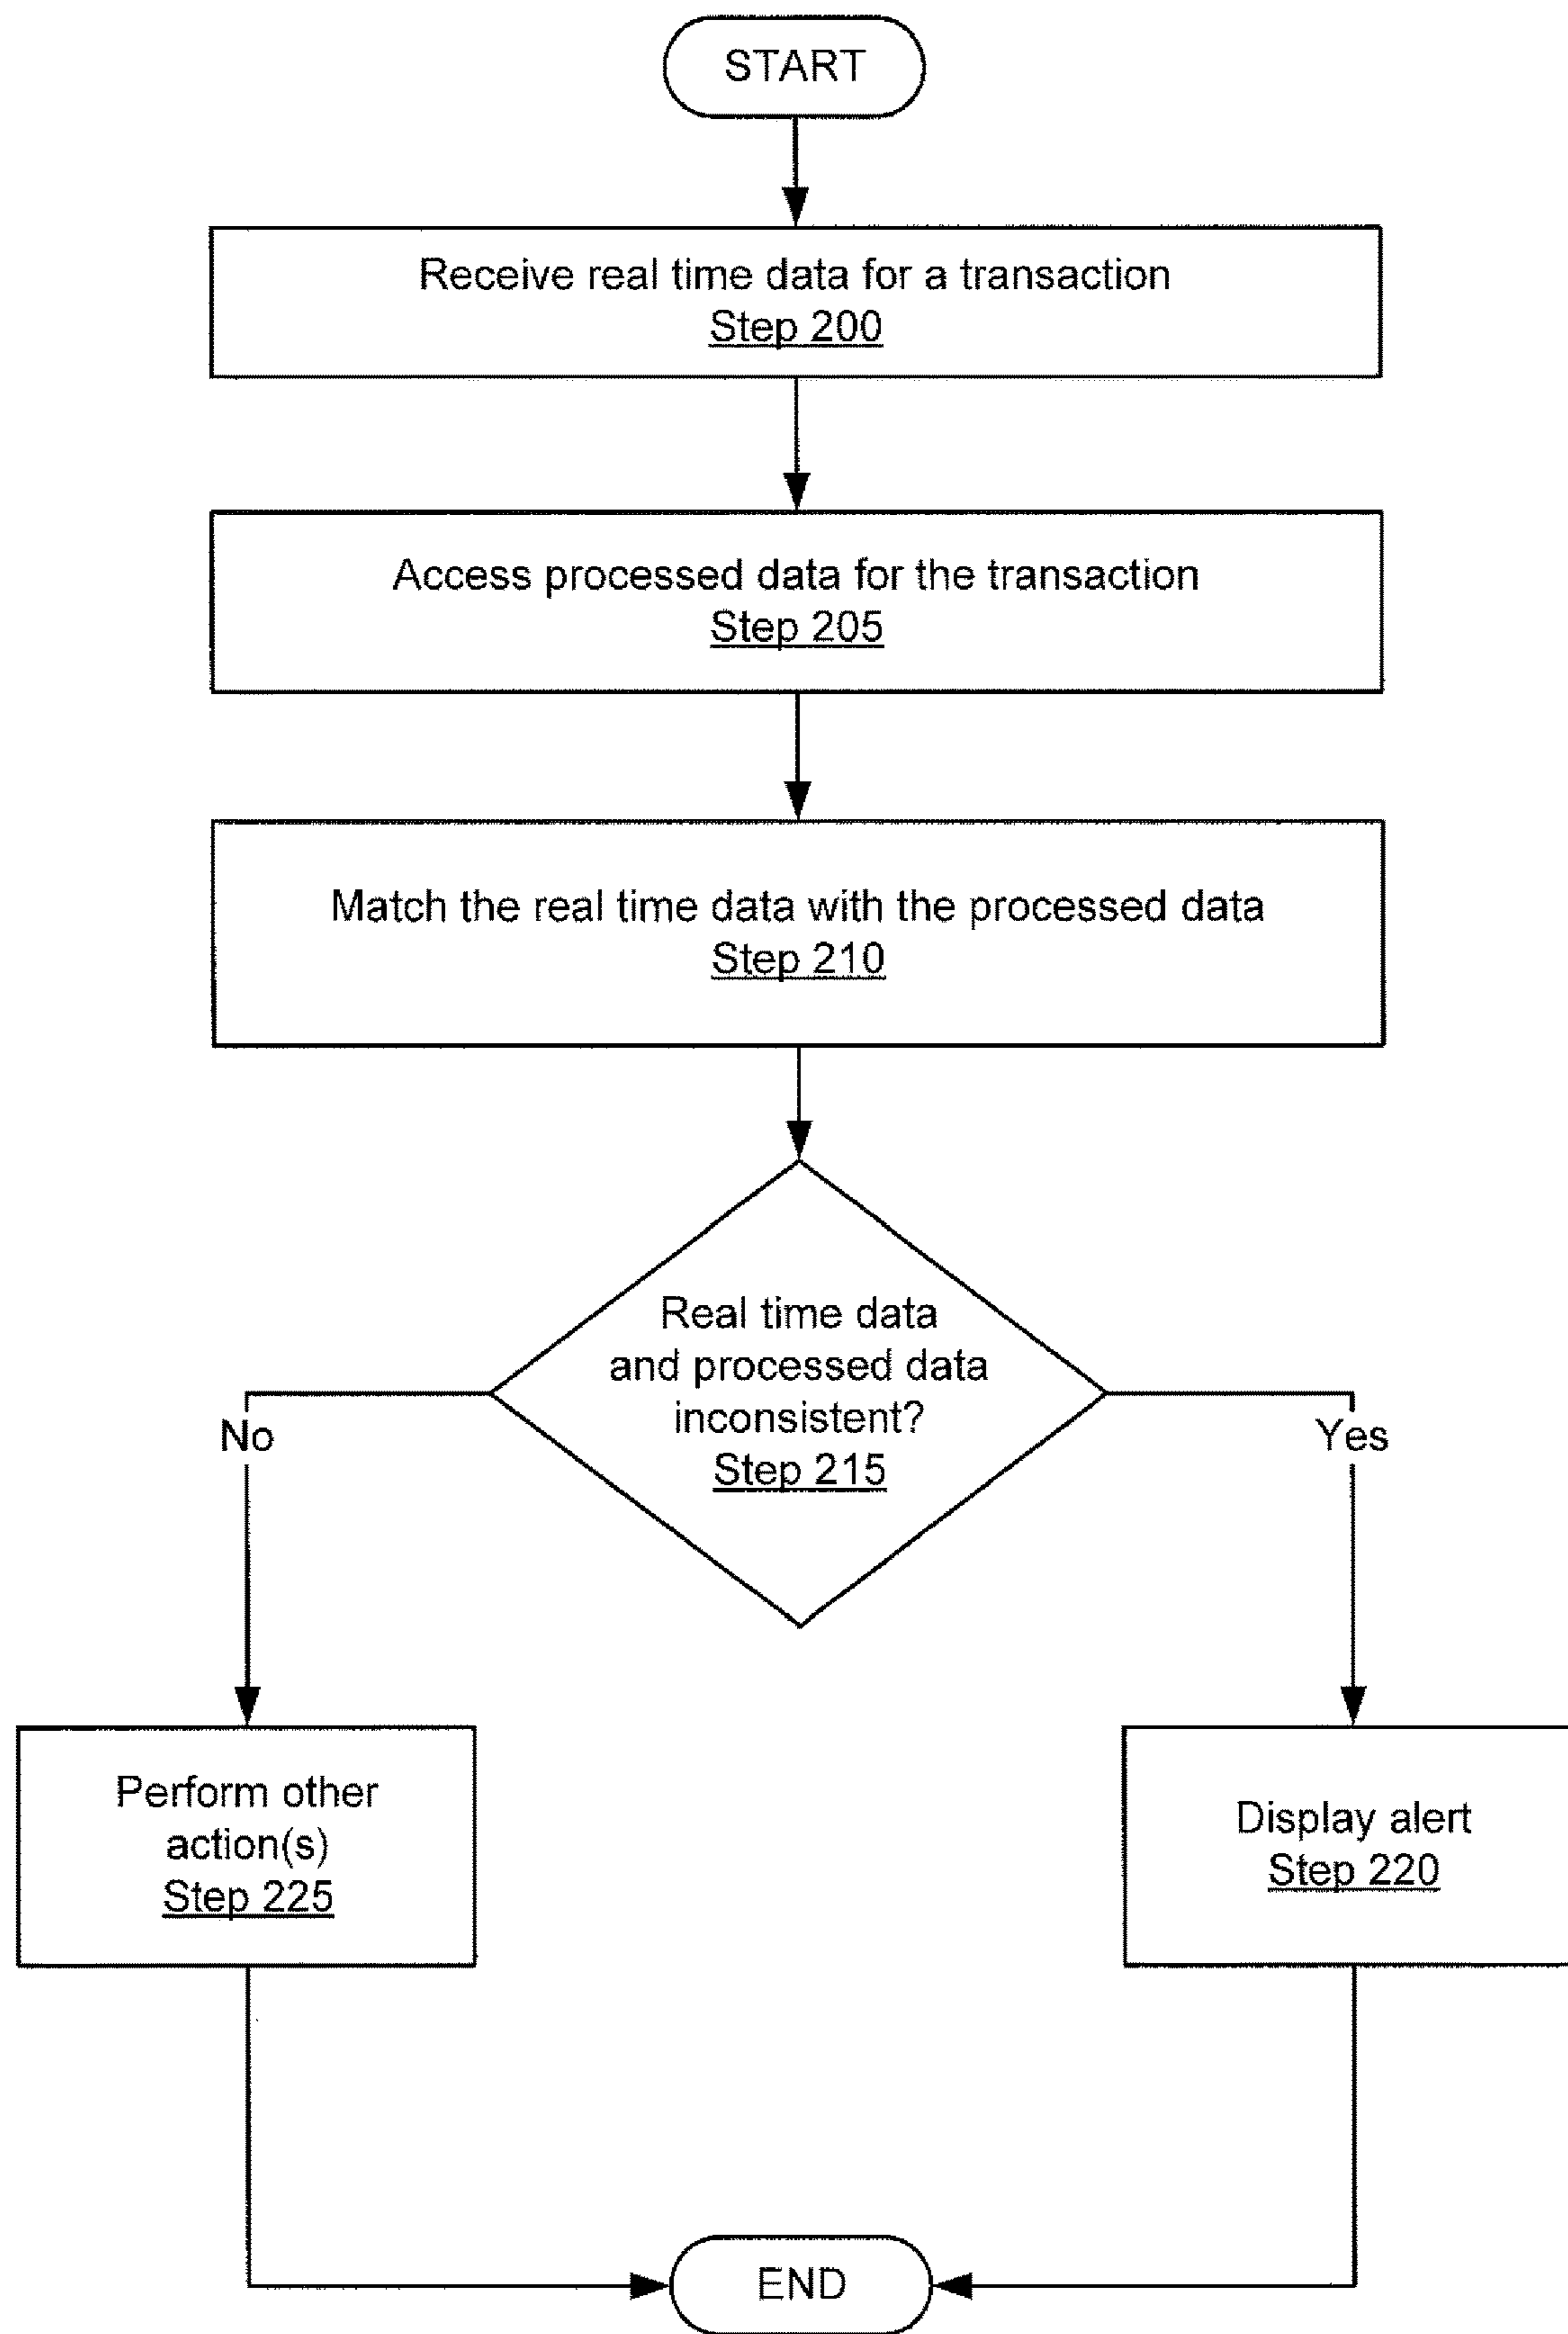 START
Receive real time data for a transaction
Step 200
Access processed data for the transaction
Step 205
Match the real time data with the processed data
Step 210
Real time data
and processed data
inconsistent?
Step 215
No
Yes
Perform other
action(s)
Step 225
Display alert
Step 220
END